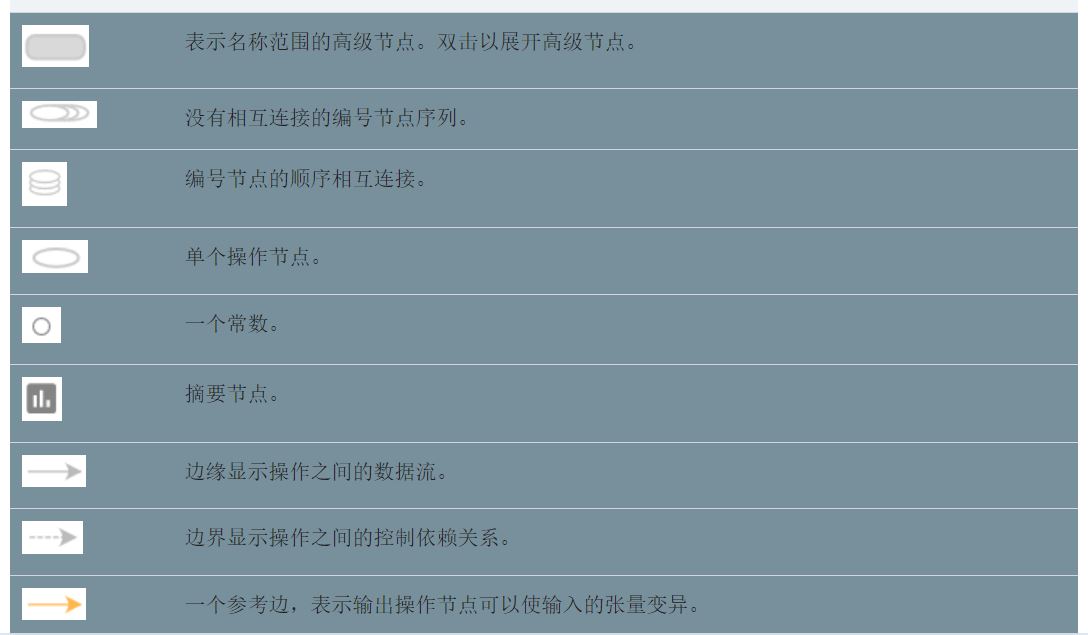 表示名称范围的高级节点。双击以展开高级节点。
没有相互连接的编号节点序列。
编号节点的顺序相互连接。
单个操作节点。
一个常数。
摘要节点。
边缘显示操作之间的数据流。
边界显示操作之间的控制依赖关系。
一个参考边，表示输出操作节点可以使输入的张量变异。